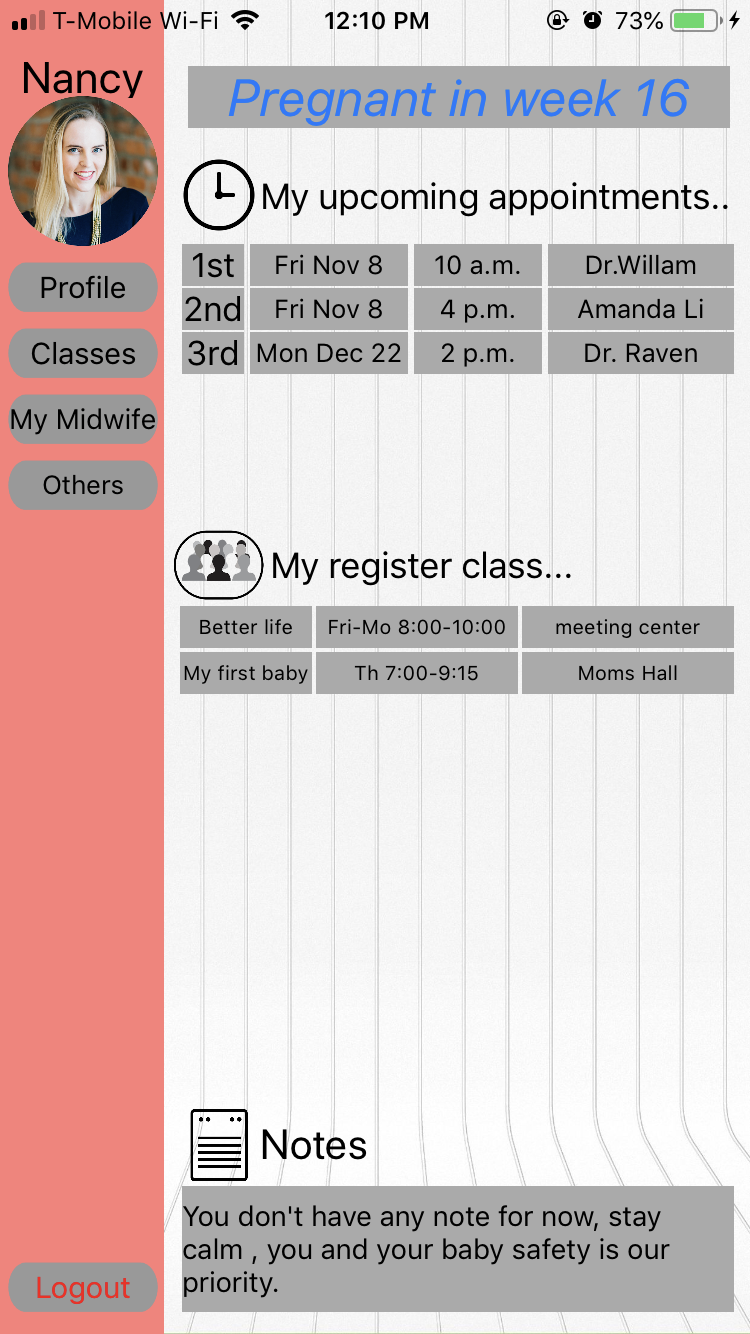 T-Mobile Wi-Fi 12:10 PM 73%
Nancy
Pregnant in week 16
My upcoming appointments..
1st Fri Nov 8 10 a.m. Dr.Willam
2nd Fri Nov 8 4 p.m. Amanda Li
3rd Mon Dec 22 2 p.m. Dr. Raven
Profile
Classes
My Midwife
Others
My register class...
Better life Fri-Mo 8:00-10:00 meeting center
My first baby Th 7:00-9:15 Moms Hall
Notes
You don't have any note for now, stay
calm , you and your baby safety is our
priority.
Logout